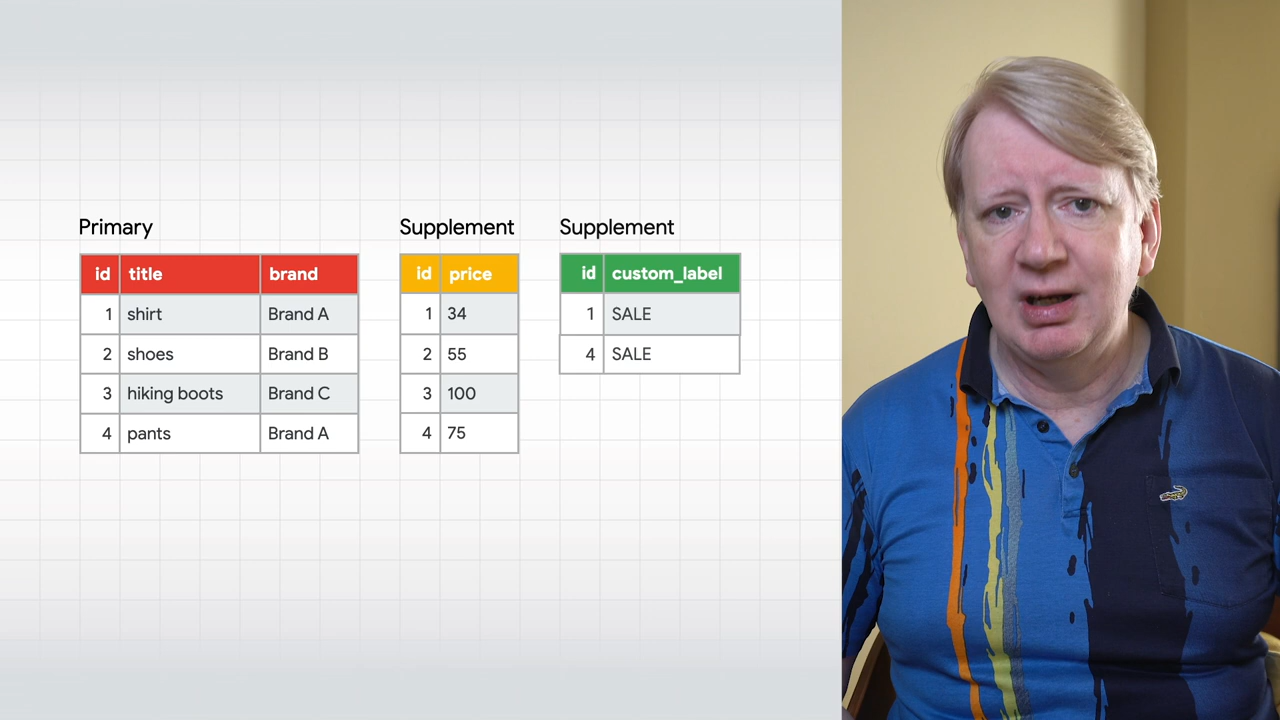 Primary
id title brand
1 shirt Brand A
2 shoes Brand B
3 hiking boots Brand C
4 pants Brand A
Supplement
id price
1 34
2 55
3 100
4 75
Supplement
id custom_label
1 SALE
4 SALE